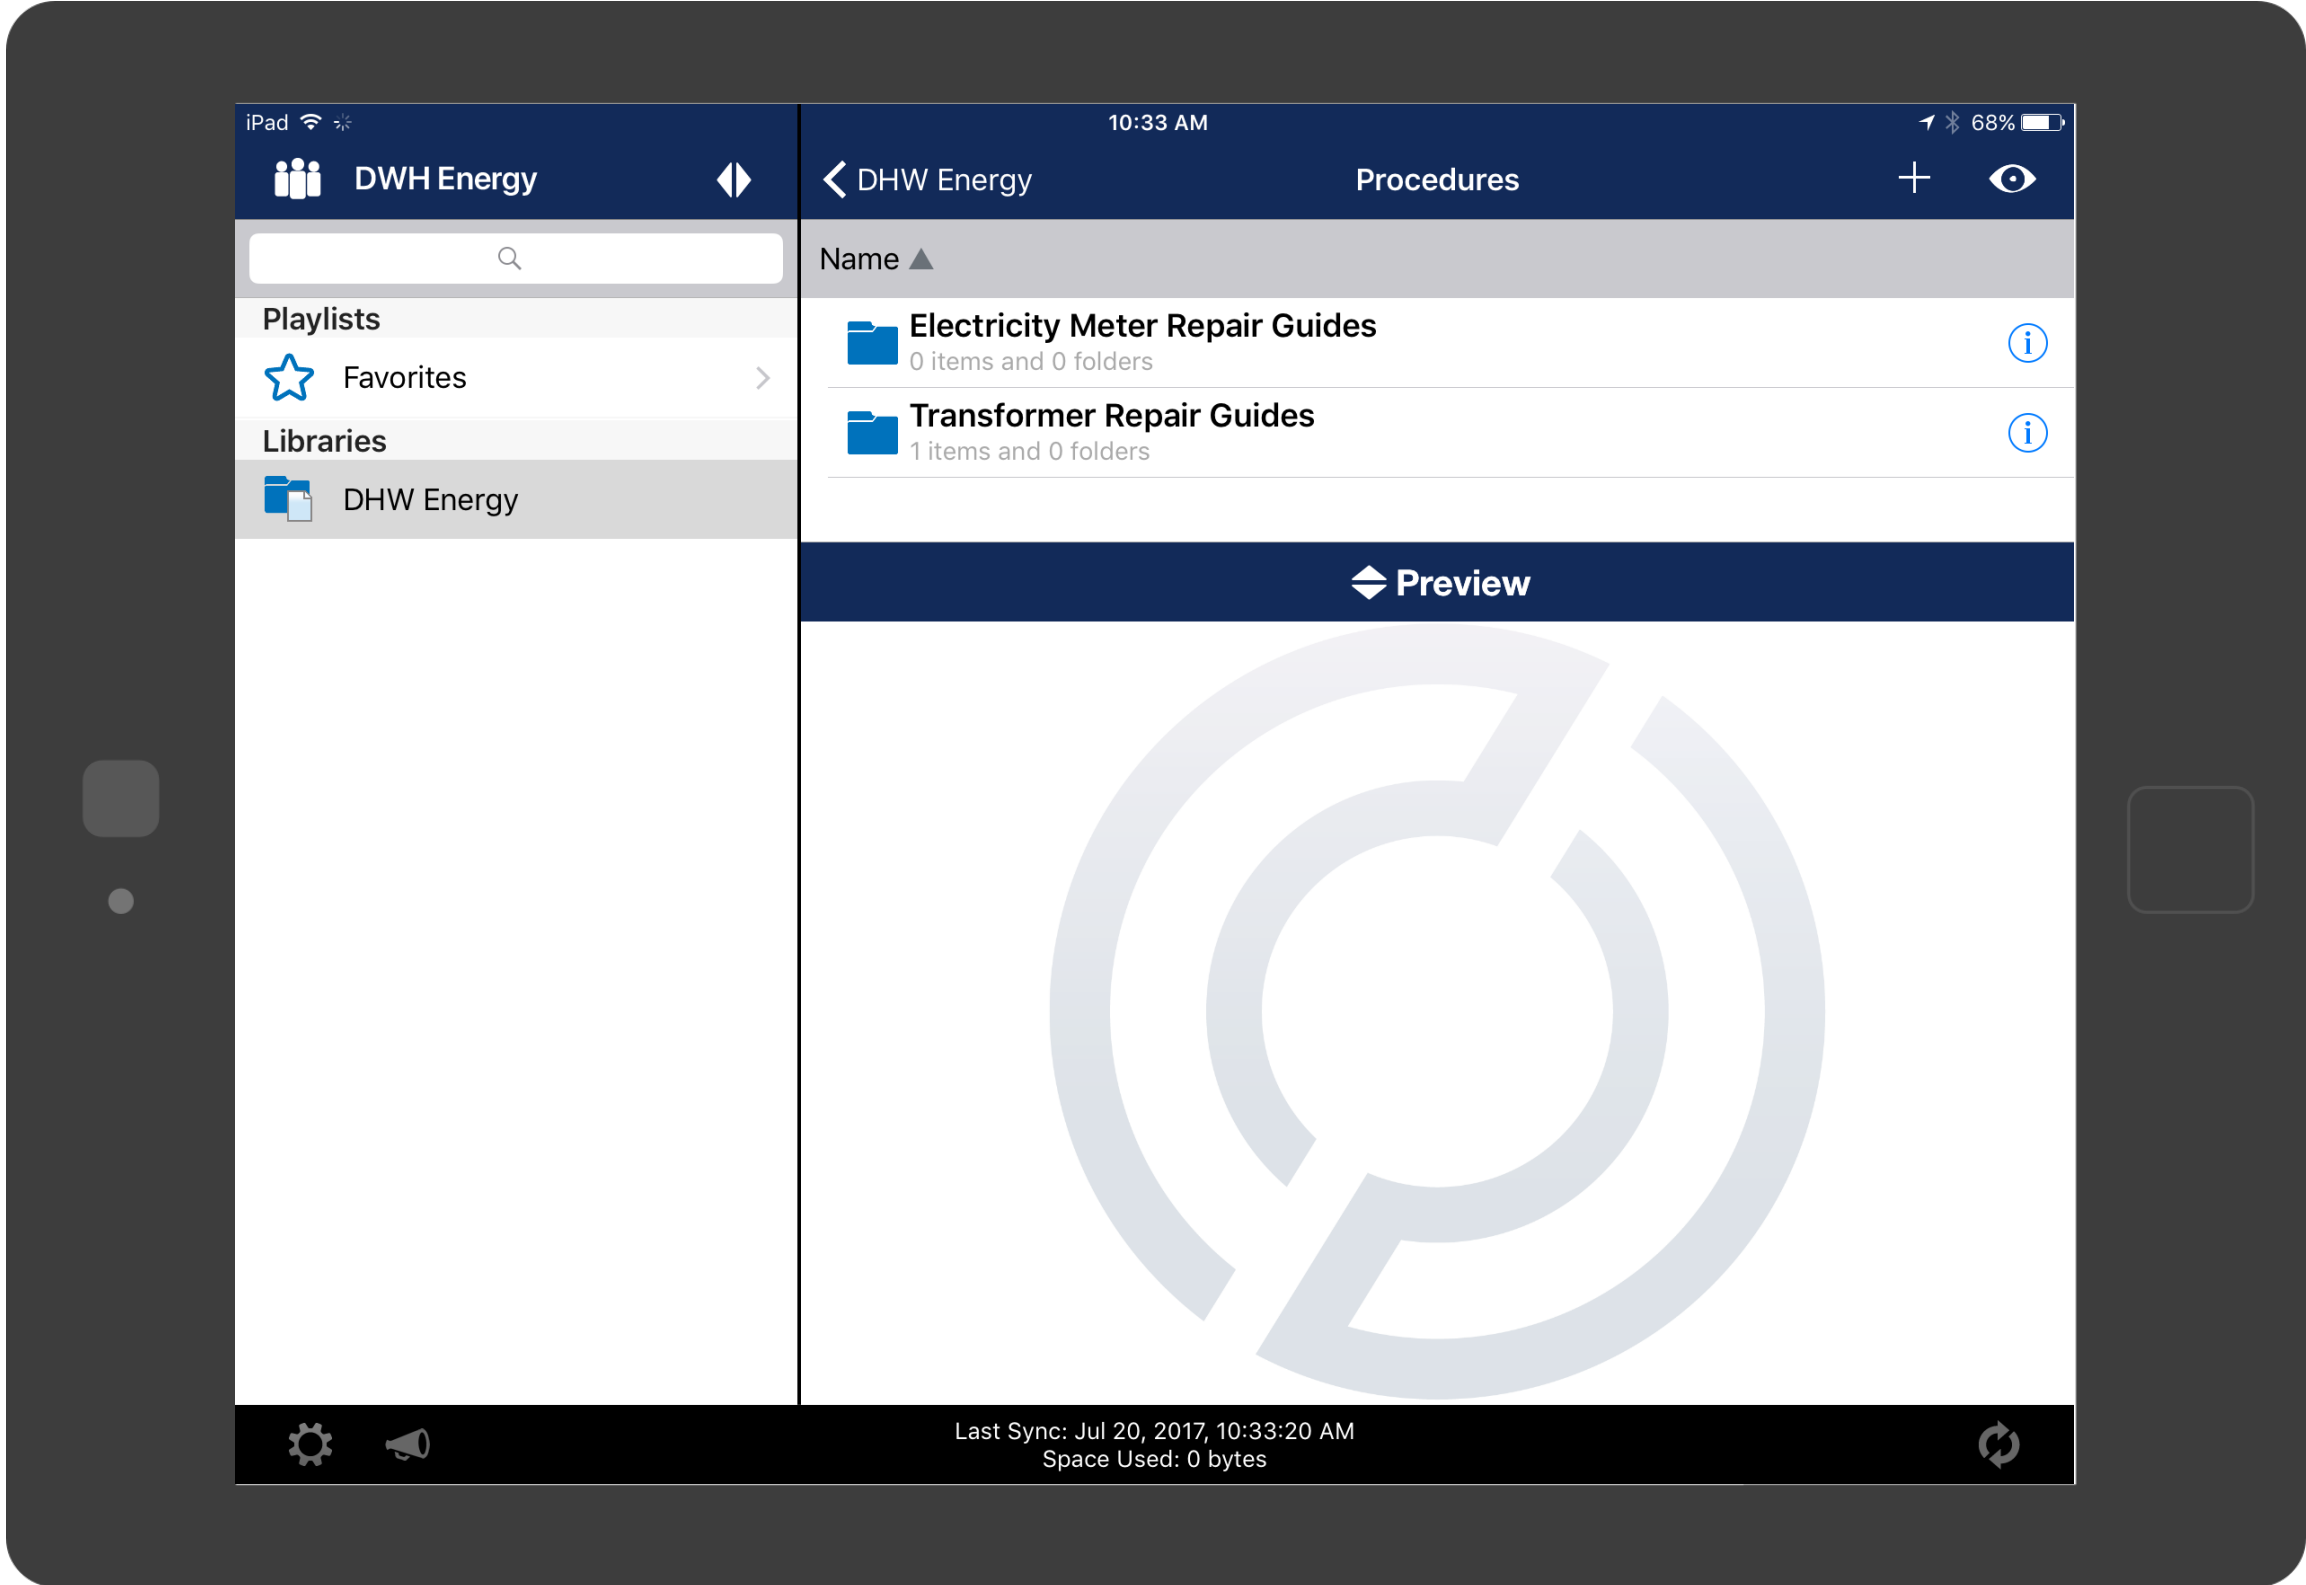 iPad
10:33 AM
68%
DWH Energy
DHW Energy
Procedures
Name
Playlists
Favorites
Libraries
DHW Energy
Electricity Meter Repair Guides
0 items and 0 folders
Transformer Repair Guides
1 items and 0 folders
Preview
Last Sync: Jul 20, 2017, 10:33:20 AM
Space Used: 0 bytes